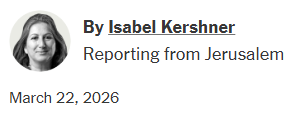 By Isabel Kershner
Reporting from Jerusalem
March 22, 2026